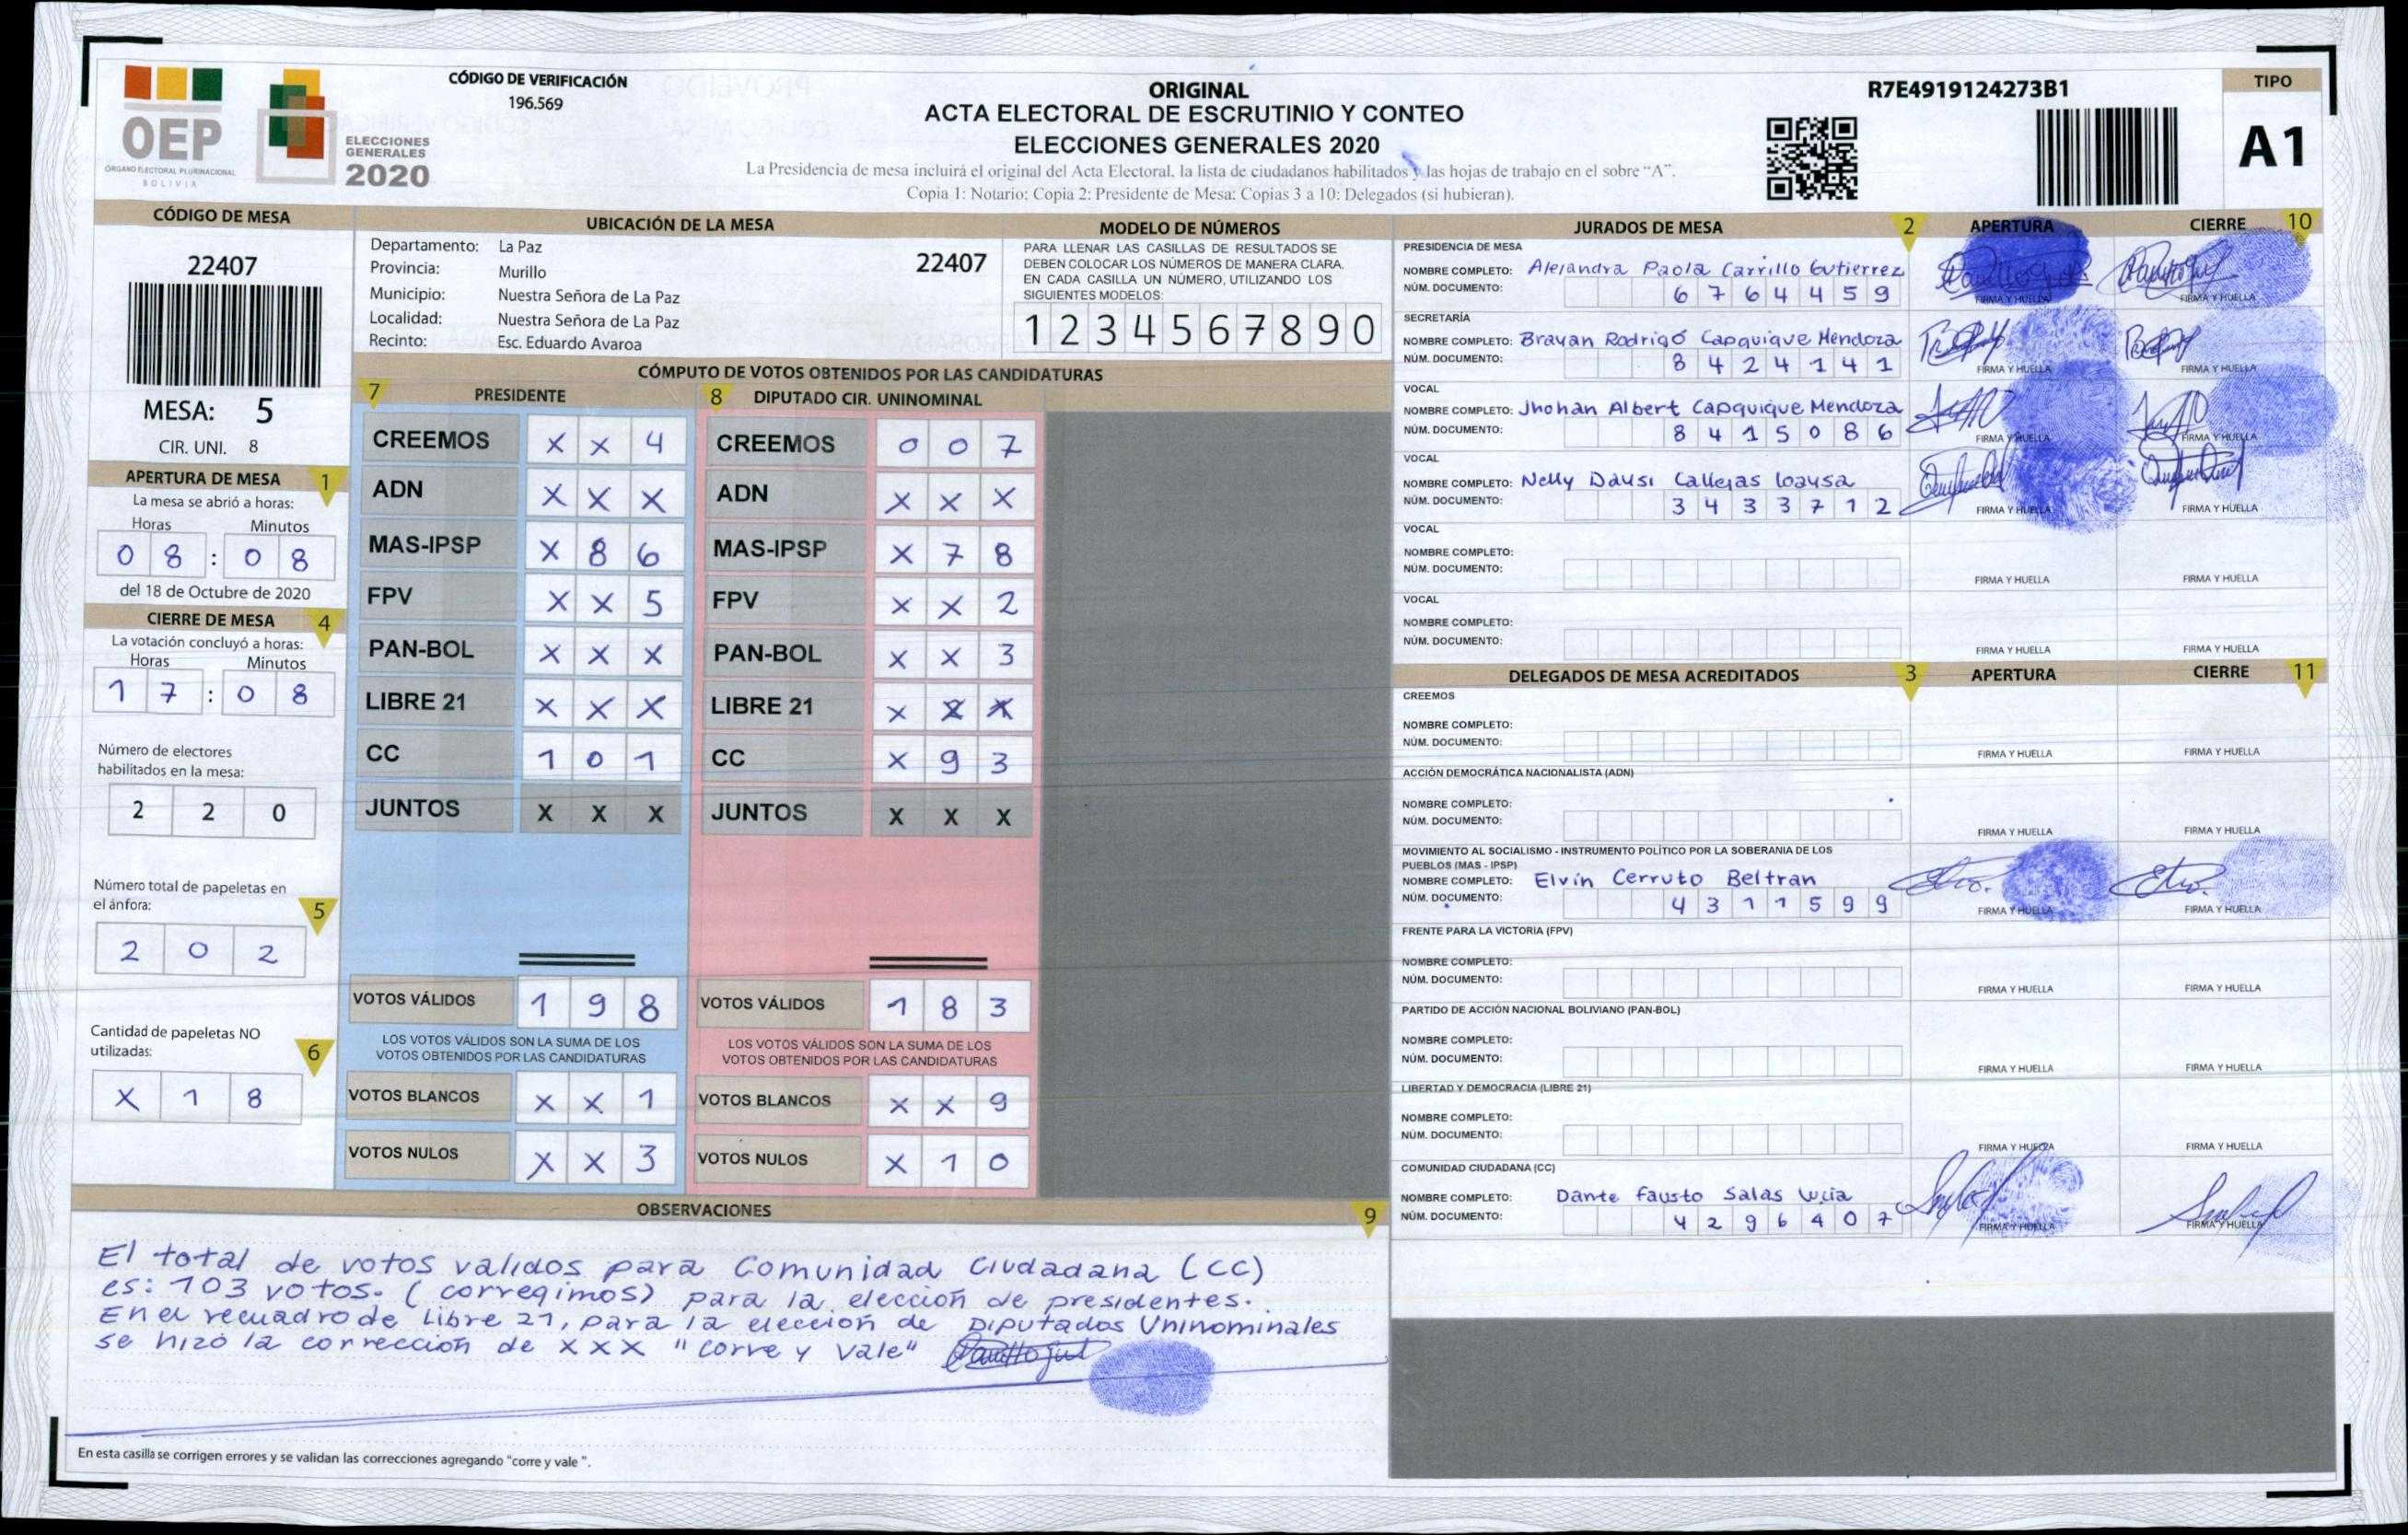 OEP
ÓRGANO ELECTORAL PLURINACIONAL
BOLIVIA
ELECCIONES
GENERALES
2020
CÓDIGO DE VERIFICACIÓN
196.569
ORIGINAL
ACTA ELECTORAL DE ESCRUTINIO Y CONTEO
ELECCIONES GENERALES 2020
La Presidencia de mesa incluirá el original del Acta Electoral, la lista de ciudadanos habilitados y las hojas de trabajo en el sobre “A”.
Copia 1: Notario; Copia 2: Presidente de Mesa; Copias 3 a 10: Delegados (si hubieran).
R7E4919124273B1
TIPO
A1
CÓDIGO DE MESA
22407
MESA: 5
CIR. UNI. 8
APERTURA DE MESA 1
La mesa se abrió a horas:
Horas Minutos
0 8 : 0 8
del 18 de Octubre de 2020
CIERRE DE MESA 4
La votación concluyó a horas:
Horas Minutos
1 7 : 0 8
Número de electores
habilitados en la mesa:
2 2 0
Número total de papeletas en
el ánfora: 5
2 0 2
Cantidad de papeletas NO
utilizadas: 6
X 1 8
UBICACIÓN DE LA MESA
Departamento: La Paz
22407
Provincia: Murillo
Municipio: Nuestra Señora de La Paz
Localidad: Nuestra Señora de La Paz
Recinto: Esc. Eduardo Avaroa
MODELO DE NÚMEROS
PARA LLENAR LAS CASILLAS DE RESULTADOS SE
DEBEN COLOCAR LOS NÚMEROS DE MANERA CLARA.
EN CADA CASILLA UN NÚMERO, UTILIZANDO LOS
SIGUIENTES MODELOS:
1 2 3 4 5 6 7 8 9 0
CÓMPUTO DE VOTOS OBTENIDOS POR LAS CANDIDATURAS
7 PRESIDENTE
CREEMOS X X 4
ADN X X X
MAS-IPSP X 8 6
FPV X X 5
PAN-BOL X X X
LIBRE 21 X X X
CC 1 0 1
JUNTOS X X X
VOTOS VÁLIDOS 1 9 8
LOS VOTOS VÁLIDOS SON LA SUMA DE LOS
VOTOS OBTENIDOS POR LAS CANDIDATURAS
VOTOS BLANCOS X X 1
VOTOS NULOS X X 3
8 DIPUTADO CIR. UNINOMINAL
CREEMOS 0 0 7
ADN X X X
MAS-IPSP X 7 8
FPV X X 2
PAN-BOL X X 3
LIBRE 21 X X X
CC X 9 3
JUNTOS X X X
VOTOS VÁLIDOS 1 8 3
LOS VOTOS VÁLIDOS SON LA SUMA DE LOS
VOTOS OBTENIDOS POR LAS CANDIDATURAS
VOTOS BLANCOS X X 9
VOTOS NULOS X 1 0
OBSERVACIONES 9
El total de votos validos para Comunidad Ciudadana (CC)
es: 103 votos. (corregimos) para la elección de presidentes.
En el recuadro de Libre 21, para la elección de Diputados Uninominales
se hizó la corrección de XXX "corre y vale"
En esta casilla se corrigen errores y se validan las correcciones agregando "corre y vale ".
JURADOS DE MESA 2 APERTURA CIERRE 10
PRESIDENCIA DE MESA
NOMBRE COMPLETO: Alejandra Paola Carrillo Gutierrez
NÚM. DOCUMENTO: 6 7 6 4 4 5 9
FIRMA Y HUELLA FIRMA Y HUELLA
SECRETARÍA
NOMBRE COMPLETO: Brayan Rodrigó Capquique Mendoza
NÚM. DOCUMENTO: 8 4 2 4 1 4 1
FIRMA Y HUELLA FIRMA Y HUELLA
VOCAL
NOMBRE COMPLETO: Jhohan Albert Capquique Mendoza
NÚM. DOCUMENTO: 8 4 1 5 0 8 6
FIRMA Y HUELLA FIRMA Y HUELLA
VOCAL
NOMBRE COMPLETO: Nelly Dausi Callejas loaysa
NÚM. DOCUMENTO: 3 4 3 3 7 1 2
FIRMA Y HUELLA FIRMA Y HUELLA
VOCAL
NOMBRE COMPLETO:
NÚM. DOCUMENTO:
FIRMA Y HUELLA FIRMA Y HUELLA
VOCAL
NOMBRE COMPLETO:
NÚM. DOCUMENTO:
FIRMA Y HUELLA FIRMA Y HUELLA
DELEGADOS DE MESA ACREDITADOS 3 APERTURA CIERRE 11
CREEMOS
NOMBRE COMPLETO:
NÚM. DOCUMENTO:
FIRMA Y HUELLA FIRMA Y HUELLA
ACCIÓN DEMOCRÁTICA NACIONALISTA (ADN)
NOMBRE COMPLETO:
NÚM. DOCUMENTO:
FIRMA Y HUELLA FIRMA Y HUELLA
MOVIMIENTO AL SOCIALISMO - INSTRUMENTO POLÍTICO POR LA SOBERANIA DE LOS
PUEBLOS (MAS - IPSP)
NOMBRE COMPLETO: Elvin Cerruto Beltran
NÚM. DOCUMENTO: 4 3 1 1 5 9 9
FIRMA Y HUELLA FIRMA Y HUELLA
FRENTE PARA LA VICTORIA (FPV)
NOMBRE COMPLETO:
NÚM. DOCUMENTO:
FIRMA Y HUELLA FIRMA Y HUELLA
PARTIDO DE ACCIÓN NACIONAL BOLIVIANO (PAN-BOL)
NOMBRE COMPLETO:
NÚM. DOCUMENTO:
FIRMA Y HUELLA FIRMA Y HUELLA
LIBERTAD Y DEMOCRACIA (LIBRE 21)
NOMBRE COMPLETO:
NÚM. DOCUMENTO:
FIRMA Y HUELLA FIRMA Y HUELLA
COMUNIDAD CIUDADANA (CC)
NOMBRE COMPLETO: Dante Fausto Salas
NÚM. DOCUMENTO: 4 2 9 6 4 0 7
FIRMA Y HUELLA FIRMA Y HUELLA